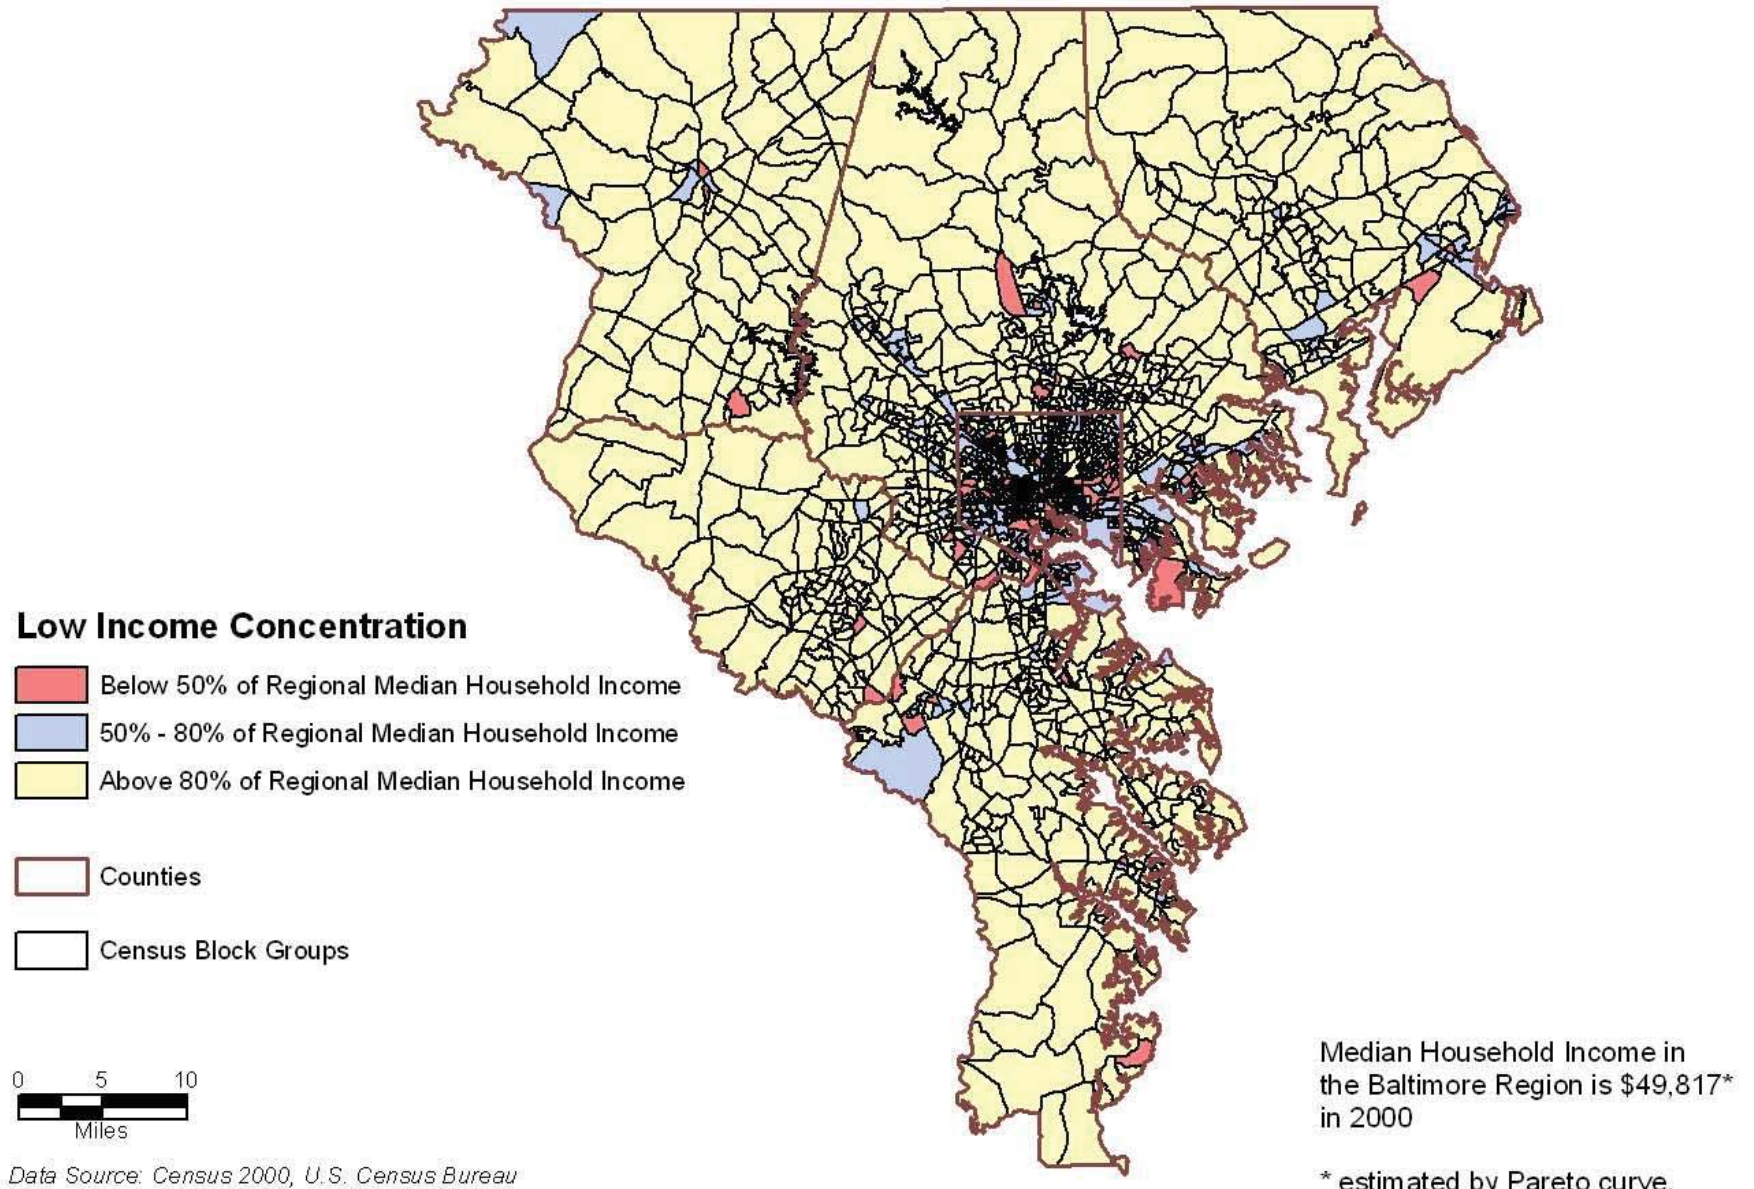 Low Income Concentration
Below 50% of Regional Median Household Income
50% - 80% of Regional Median Household Income
Above 80% of Regional Median Household Income
Counties
Census Block Groups
0 5 10
Miles
Data Source: Census 2000, U.S. Census Bureau
Median Household Income in
the Baltimore Region is $49,817*
in 2000
* estimated by Pareto curve.